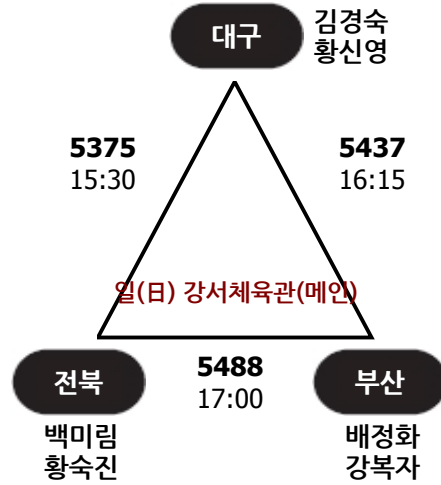 대구
김경숙
황신영
5375
15:30
5437
16:15
일(日) 강서체육관(메인)
전북
5488
17:00
부산
백미림
황숙진
배정화
강복자